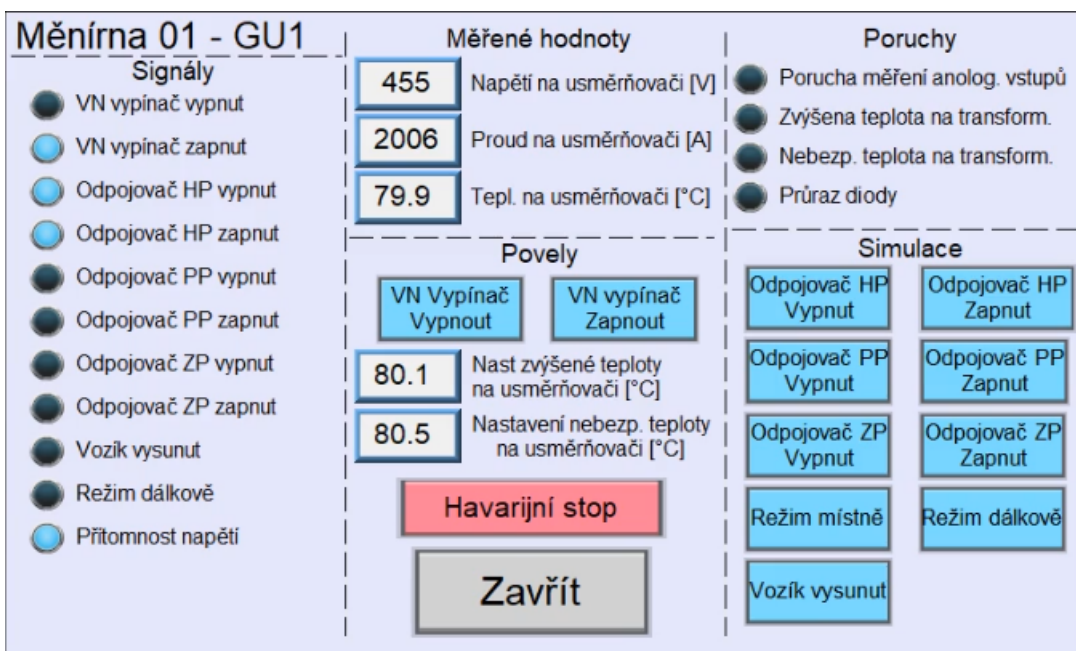 Měnírna 01 - GU1
Signály
VN vypínač vypnut
VN vypínač zapnut
Odpojovač HP vypnut
Odpojovač HP zapnut
Odpojovač PP vypnut
Odpojovač PP zapnut
Odpojovač ZP vypnut
Odpojovač ZP zapnut
Vozík vysunut
Režim dálkově
Přítomnost napětí
Měřené hodnoty
455 Napětí na usměrňovači [V]
2006 Proud na usměrňovači [A]
79.9 Tepl. na usměrňovači [°C]
Povely
VN Vypínač
Vypnout
VN vypínač
Zapnout
80.1
Nast zvýšené teploty
na usměrňovači [°C]
80.5
Nastavení nebezp. teploty
na usměrňovači [°C]
Havarijní stop
Zavřít
Poruchy
Porucha měření anolog. vstupů
Zvýšena teplota na transform.
Nebezp. teplota na transform.
Průraz diody
Simulace
Odpojovač HP
Vypnut
Odpojovač HP
Zapnut
Odpojovač PP
Vypnut
Odpojovač PP
Zapnut
Odpojovač ZP
Vypnut
Odpojovač ZP
Zapnut
Režim místně
Režim dálkově
Vozík vysunut